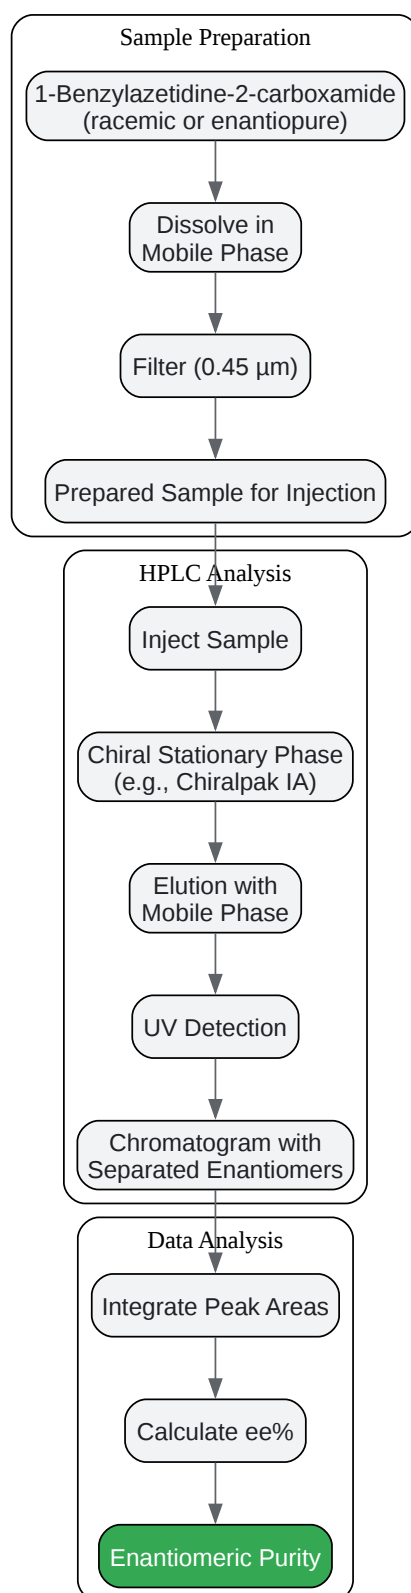 Sample Preparation
1-Benzylazetidine-2-carboxamide
(racemic or enantiopure)
Dissolve in
Mobile Phase
Filter (0.45 µm)
Prepared Sample for Injection
HPLC Analysis
Inject Sample
Chiral Stationary Phase
(e.g., Chiralpak IA)
Elution with
Mobile Phase
UV Detection
Chromatogram with
Separated Enantiomers
Data Analysis
Integrate Peak Areas
Calculate ee%
Enantiomeric Purity